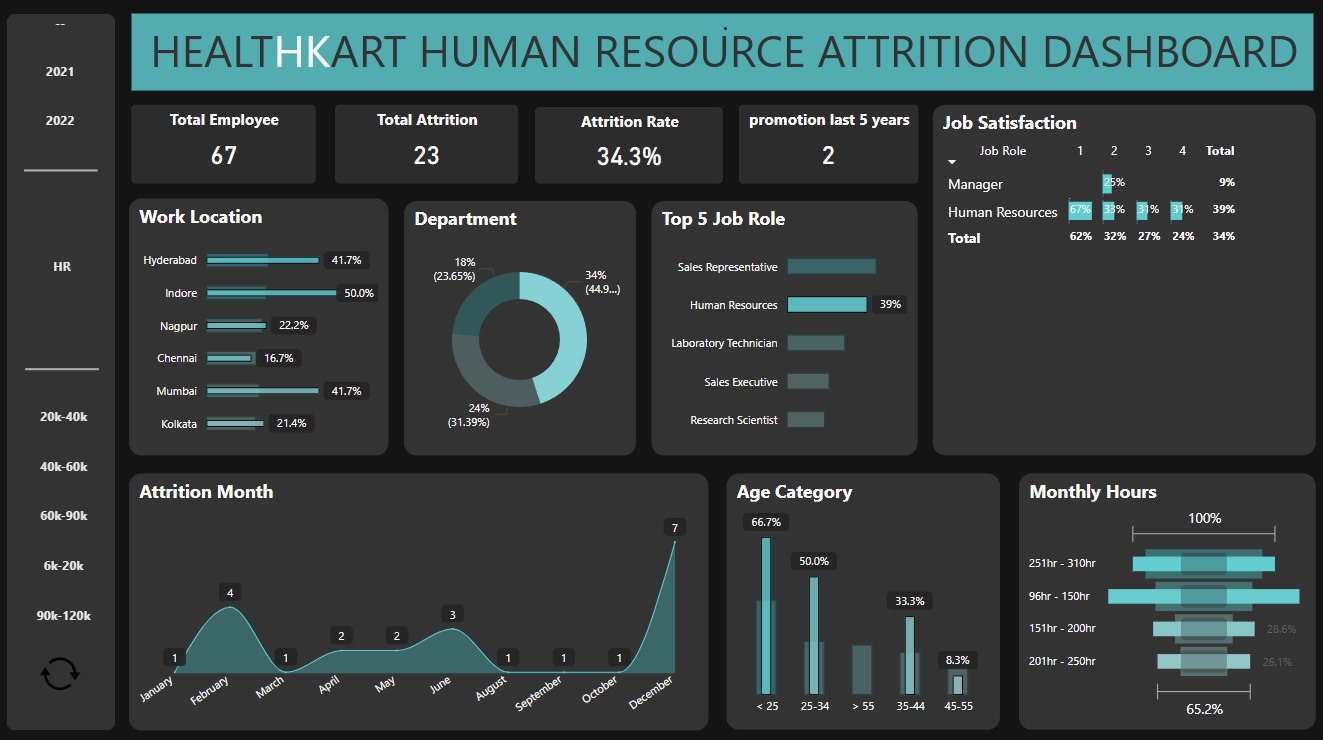 HEALTHKART HUMAN RESOURCE ATTRITION DASHBOARD
--
2021
2022
HR
20k-40k
40k-60k
60k-90k
6k-20k
90k-120k
Total Employee
67
Total Attrition
23
Attrition Rate
34.3%
promotion last 5 years
2
Job Satisfaction
Job Role 1 2 3 4 Total
Manager 25% 9%
Human Resources 67% 33% 31% 31% 39%
Total 62% 32% 27% 24% 34%
Work Location
Hyderabad 41.7%
Indore 50.0%
Nagpur 22.2%
Chennai 16.7%
Mumbai 41.7%
Kolkata 21.4%
Department
18%
(23.65%)
34%
(44.9...)
24%
(31.39%)
Top 5 Job Role
Sales Representative
Human Resources 39%
Laboratory Technician
Sales Executive
Research Scientist
Attrition Month
1 4 1 2 2 3 1 1 1 7
January February March April May June August September October December
Age Category
66.7% 50.0% 33.3% 8.3%
< 25 25-34 > 55 35-44 45-55
Monthly Hours
100%
251hr - 310hr
96hr - 150hr
151hr - 200hr 28.6%
201hr - 250hr 26.1%
65.2%